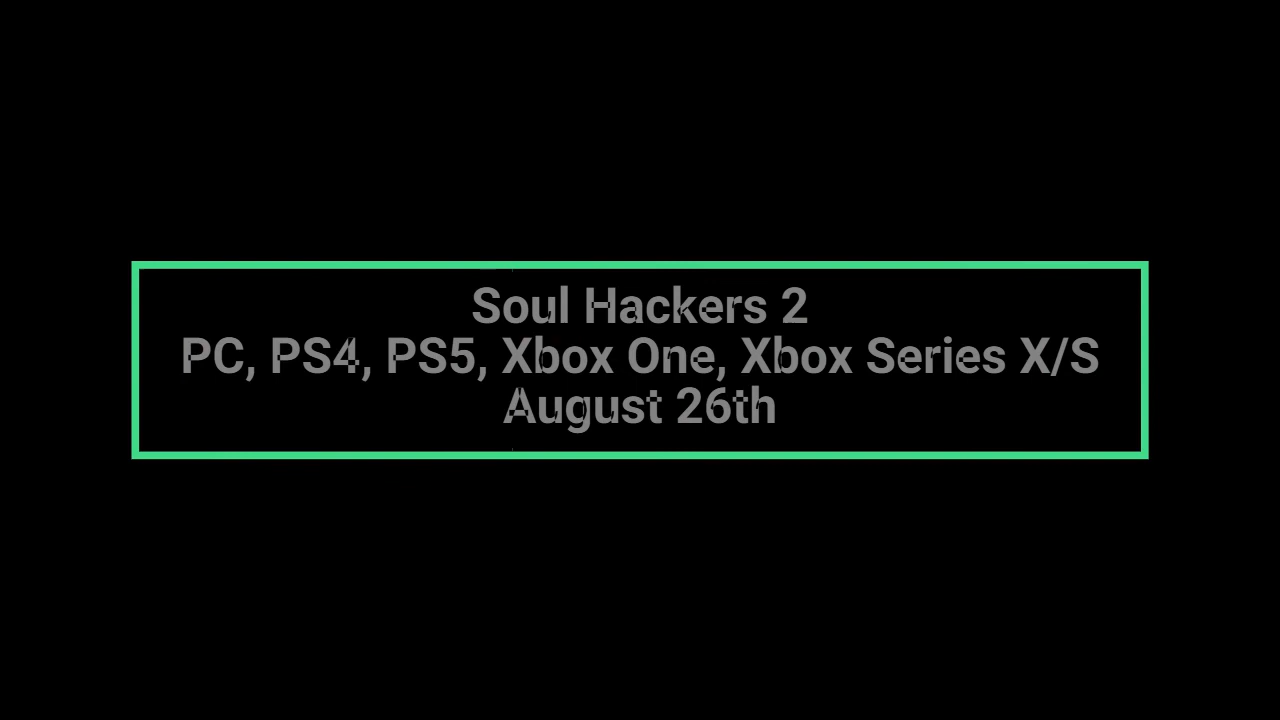 Soul Hackers 2
PC, PS4, PS5, Xbox One, Xbox Series X/S
August 26th